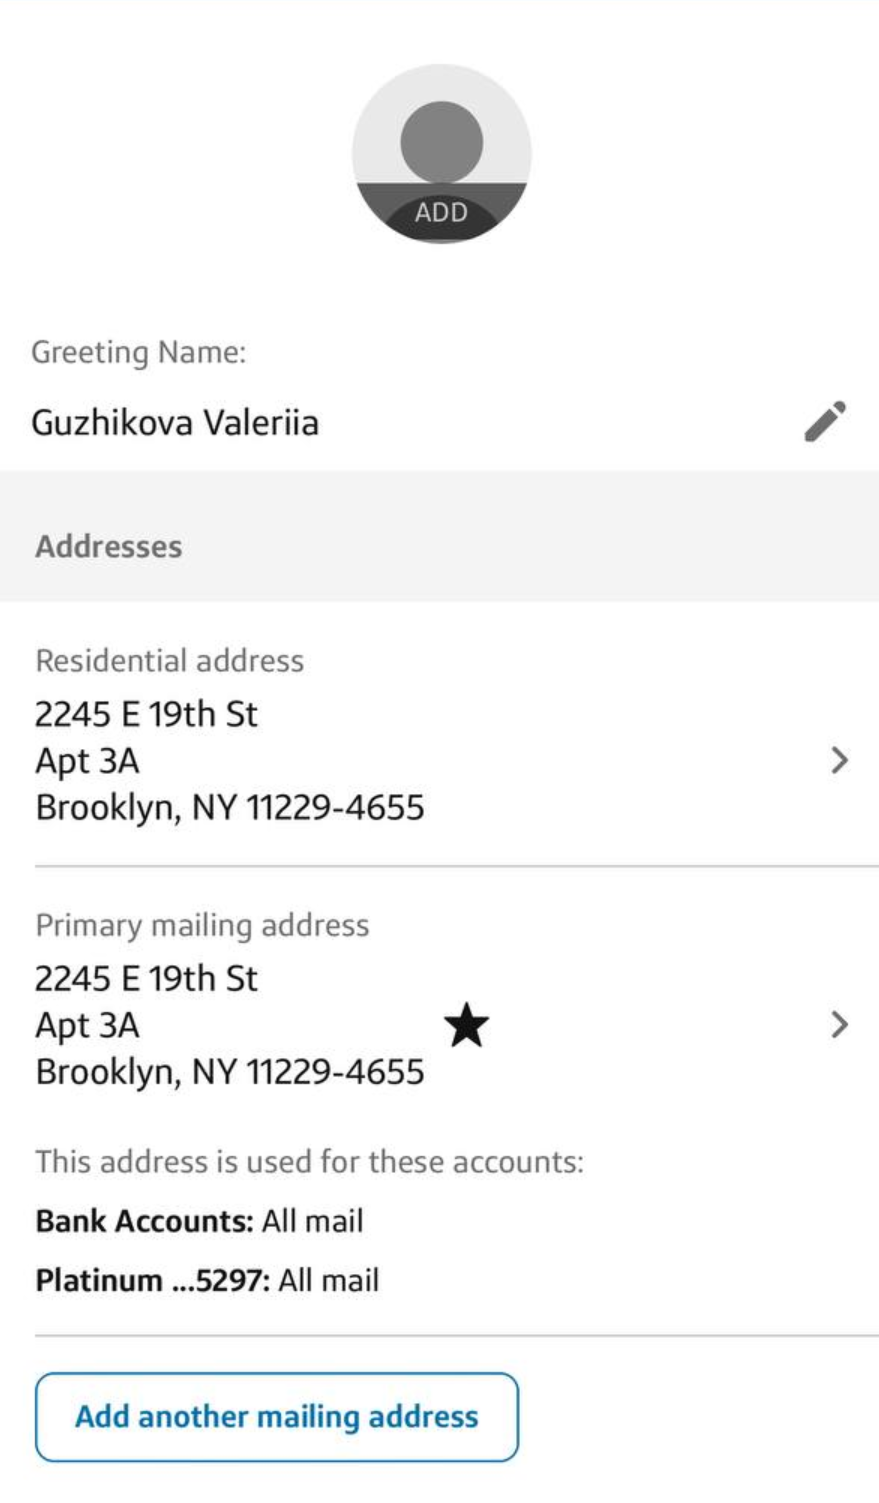 ADD
Greeting Name:
Guzhikova Valeriia
Addresses
Residential address
2245 E 19th St
Apt 3A
Brooklyn, NY 11229-4655
Primary mailing address
2245 E 19th St
Apt 3A
Brooklyn, NY 11229-4655
This address is used for these accounts:
Bank Accounts: All mail
Platinum ...5297: All mail
Add another mailing address